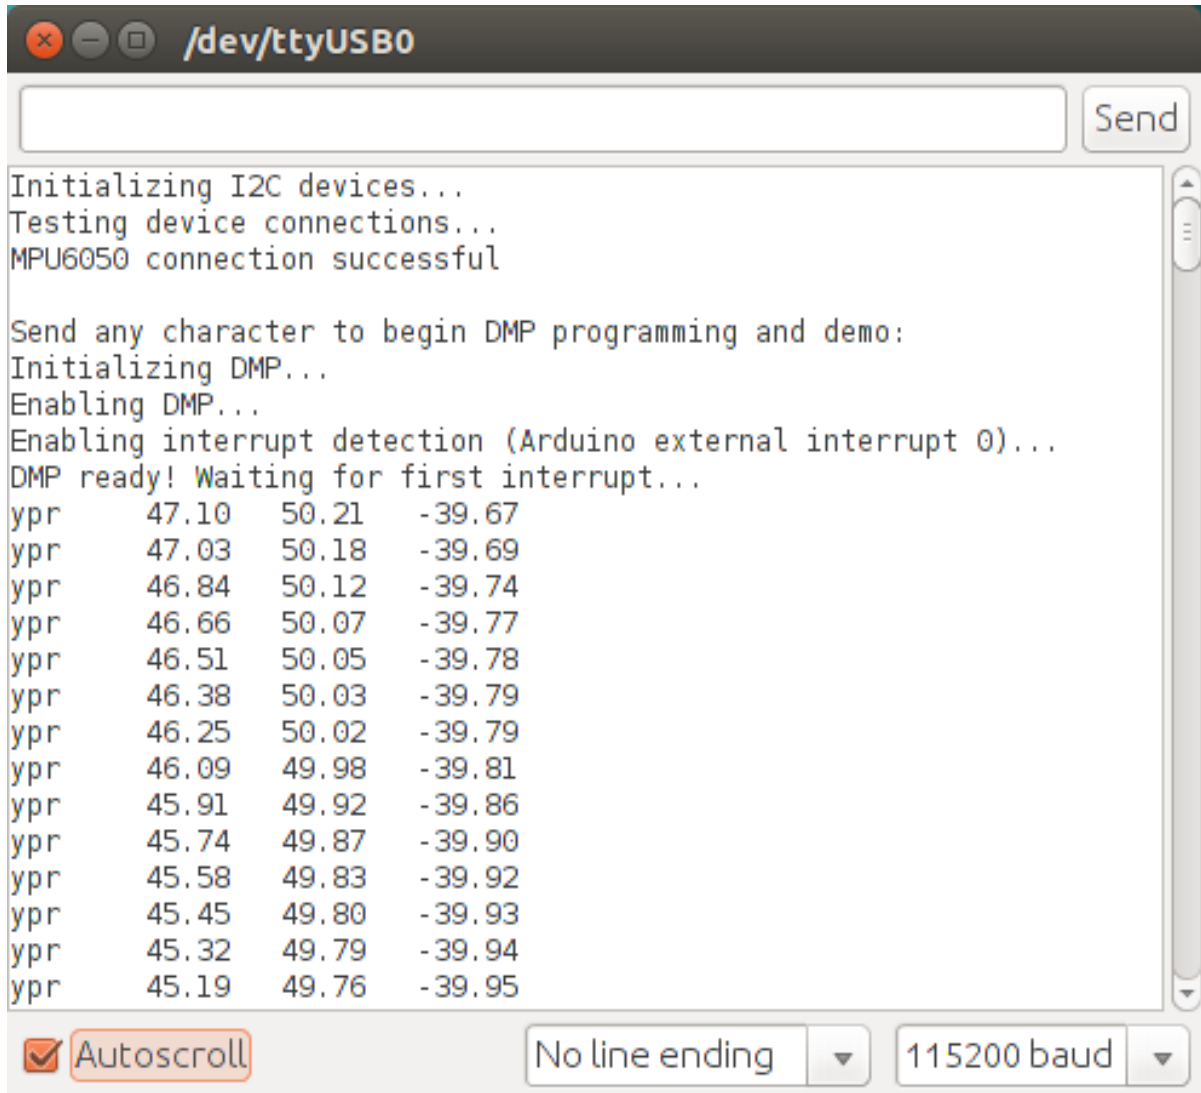 /dev/ttyUSB0
Send
Initializing I2C devices...
Testing device connections...
MPU6050 connection successful
Send any character to begin DMP programming and demo:
Initializing DMP...
Enabling DMP...
Enabling interrupt detection (Arduino external interrupt 0)...
DMP ready! Waiting for first interrupt...
ypr 47.10 50.21 -39.67
ypr 47.03 50.18 -39.69
ypr 46.84 50.12 -39.74
ypr 46.66 50.07 -39.77
ypr 46.51 50.05 -39.78
ypr 46.38 50.03 -39.79
ypr 46.25 50.02 -39.79
ypr 46.09 49.98 -39.81
ypr 45.91 49.92 -39.86
ypr 45.74 49.87 -39.90
ypr 45.58 49.83 -39.92
ypr 45.45 49.80 -39.93
ypr 45.32 49.79 -39.94
ypr 45.19 49.76 -39.95
Autoscroll No line ending 115200 baud